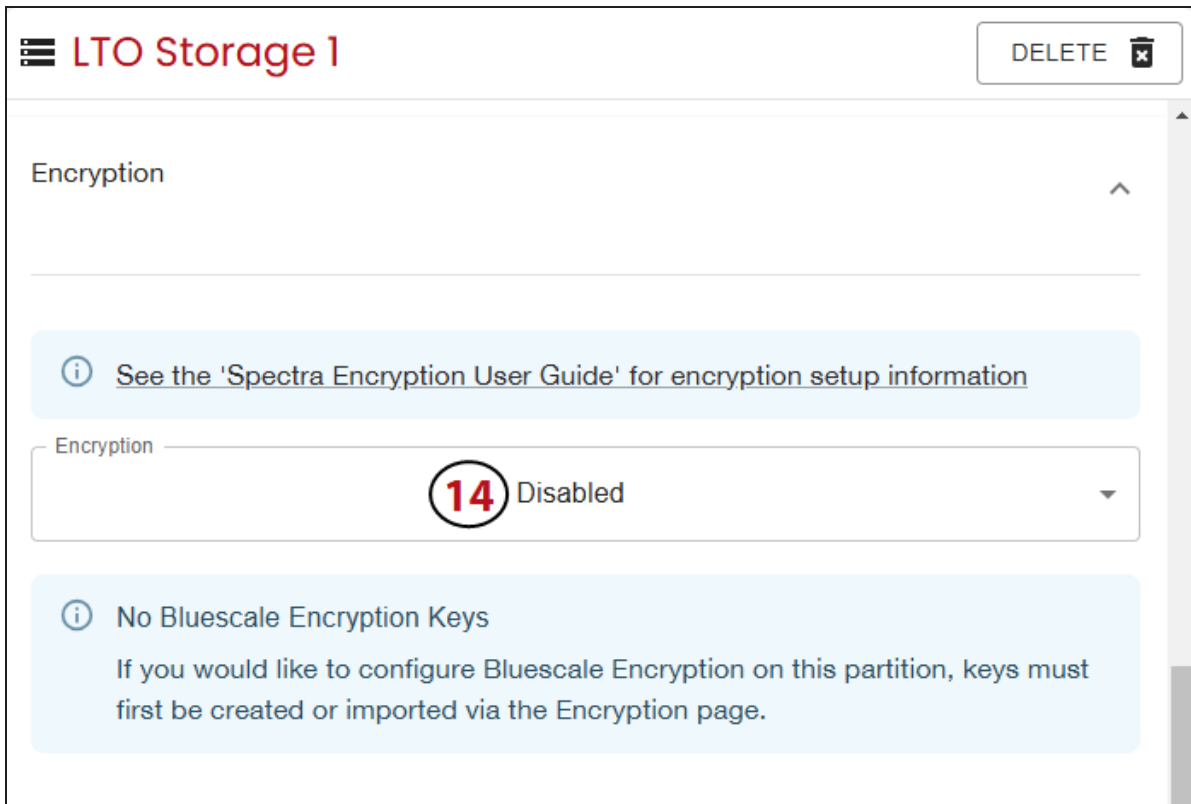 LTO Storage 1
DELETE
Encryption
See the 'Spectra Encryption User Guide' for encryption setup information
Encryption
14 Disabled
No Bluescale Encryption Keys
If you would like to configure Bluescale Encryption on this partition, keys must
first be created or imported via the Encryption page.